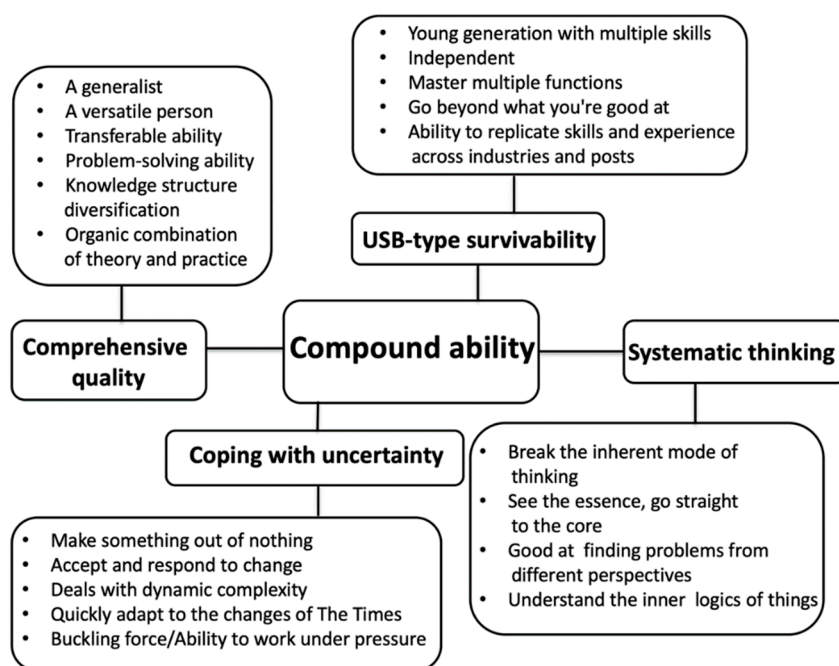 • Young generation with multiple skills
• Independent
• Master multiple functions
• Go beyond what you're good at
• Ability to replicate skills and experience
across industries and posts
• A generalist
• A versatile person
• Transferable ability
• Problem-solving ability
• Knowledge structure
diversification
• Organic combination
of theory and practice
USB-type survivability
Comprehensive
quality
Compound ability
Systematic thinking
Coping with uncertainty
• Break the inherent mode of
thinking
• See the essence, go straight
to the core
• Good at finding problems from
different perspectives
• Understand the inner logics of things
• Make something out of nothing
• Accept and respond to change
• Deals with dynamic complexity
• Quickly adapt to the changes of The Times
• Buckling force/Ability to work under pressure